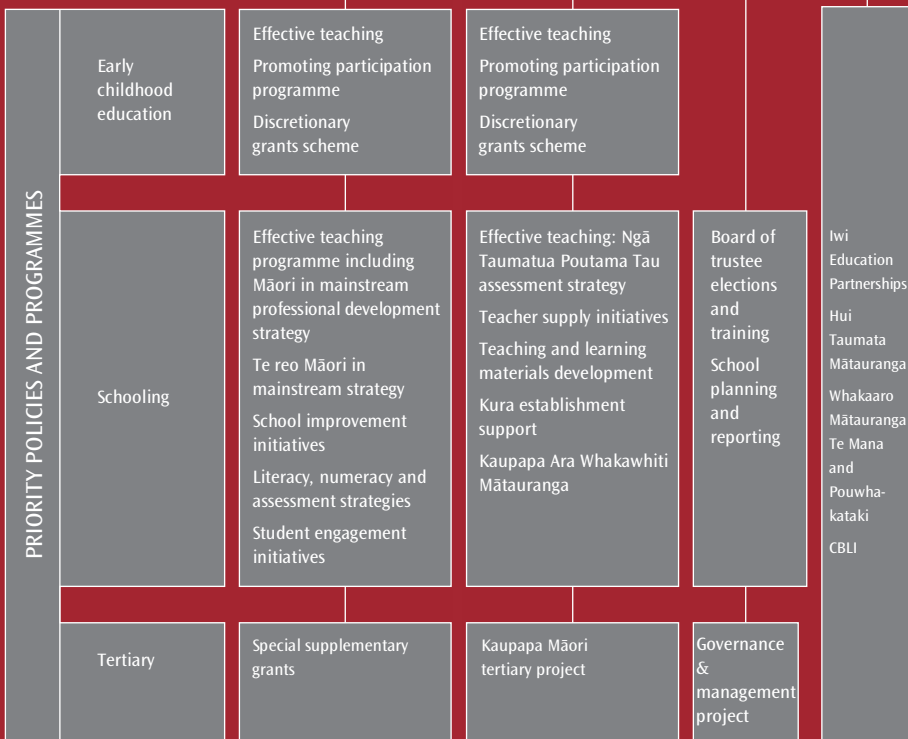 PRIORITY POLICIES AND PROGRAMMES
Early
childhood
education
Effective teaching
Promoting participation
programme
Discretionary
grants scheme
Effective teaching
Promoting participation
programme
Discretionary
grants scheme
Schooling
Effective teaching
programme including
Māori in mainstream
professional development
strategy
Te reo Māori in
mainstream strategy
School improvement
initiatives
Literacy, numeracy and
assessment strategies
Student engagement
initiatives
Effective teaching: Ngā
Taumatua Poutama Tau
assessment strategy
Teacher supply initiatives
Teaching and learning
materials development
Kura establishment
support
Kaupapa Ara Whakawhiti
Mātauranga
Board of
trustee
elections
and
training
School
planning
and
reporting
Tertiary
Special supplementary
grants
Kaupapa Māori
tertiary project
Governance
&
management
project
Iwi
Education
Partnerships
Hui
Taumata
Mātauranga
Whakaaro
Mātauranga
Te Mana
and
Pouwha-
kataki
CBLI